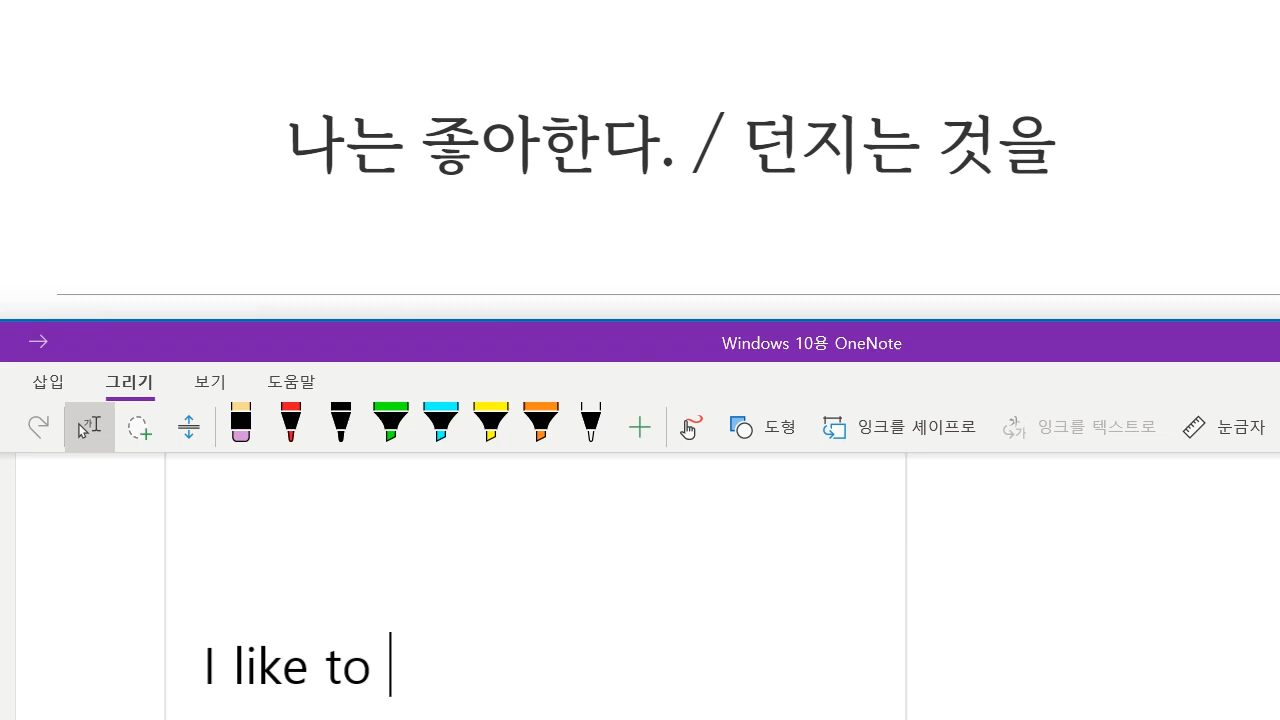 나는 좋아한다. / 던지는 것을
Windows 10용 OneNote
삽입 그리기 보기 도움말
도형 잉크를 셰이프로 잉크를 텍스트로 눈금자
I like to